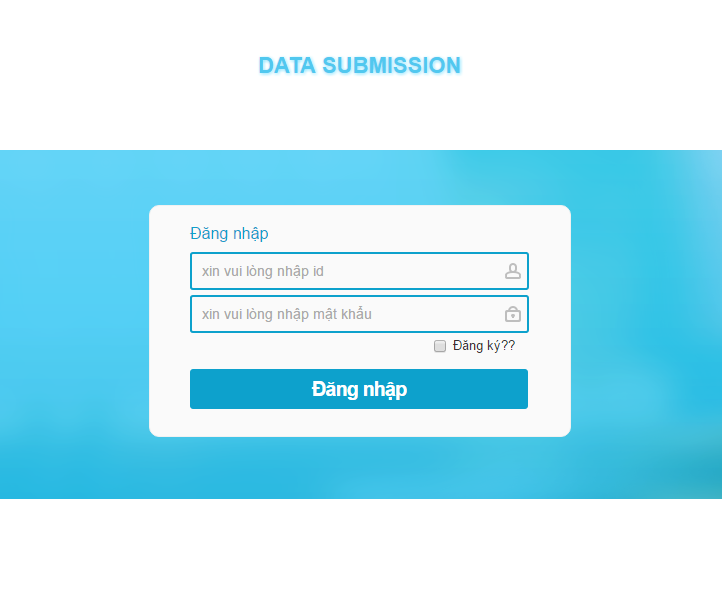 DATA SUBMISSION
Đăng nhập
xin vui lòng nhập id
xin vui lòng nhập mật khẩu
Đăng ký??
Đăng nhập